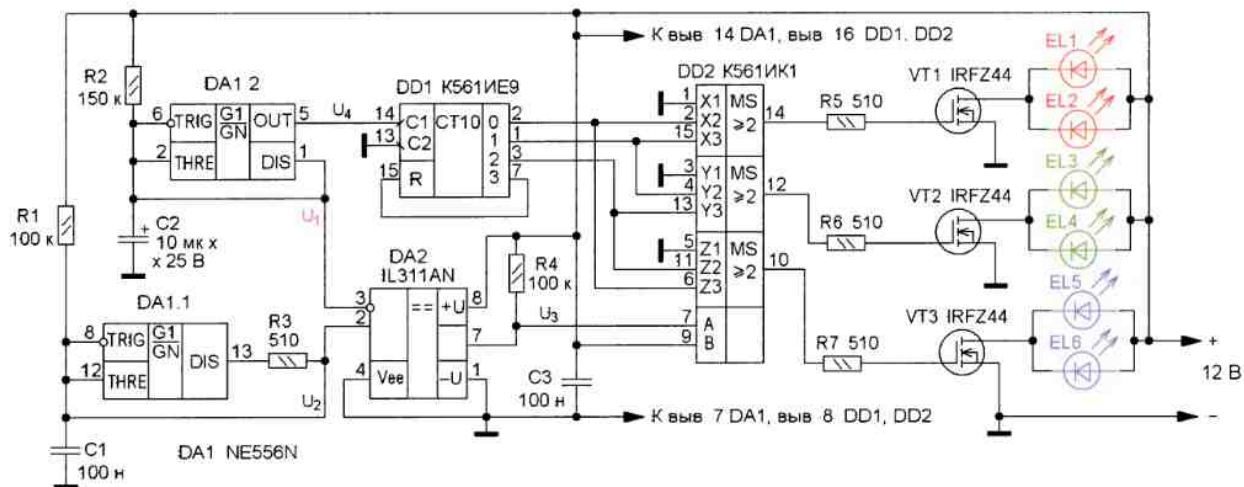 К выв 14 DA1, выв 16 DD1, DD2
R2
150 к
DA1 2
6
TRIG
G1
GN
OUT
5
U4
2
THRE
DIS
1
DD1 К561ИЕ9
14
C1
CT10
0
2
13
C2
1
1
2
3
15
R
3
7
DD2 К561ИК1
1
X1
MS
2
X2
≥2
14
15
X3
3
Y1
MS
4
Y2
≥2
12
13
Y3
5
Z1
MS
11
Z2
≥2
10
6
Z3
7
A
9
B
R5 510
VT1 IRFZ44
EL1
EL2
R6 510
VT2 IRFZ44
EL3
EL4
R7 510
VT3 IRFZ44
EL5
EL6
+
12 В
−
R1
100 к
+
C2
10 мк х
х 25 В
U1
DA2
IL311AN
3
2
==
+U
8
7
4
Vee
−U
1
R4
100 к
U3
DA1.1
8
TRIG
G1
GN
DIS
13
12
THRE
R3
510
U2
C3
100 н
К выв 7 DA1, выв 8 DD1, DD2
C1
100 н
DA1 NE556N